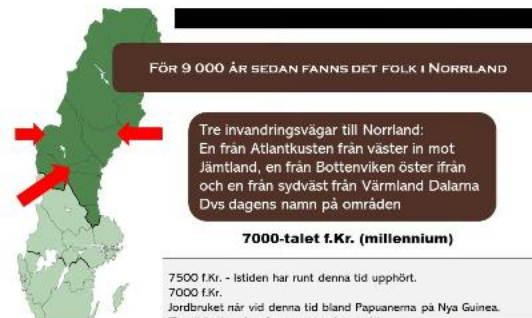 FÖR 9 000 ÅR SEDAN FANNS DET FOLK I NORRLAND
Tre invandringsvägar till Norrland:
En från Atlantkusten från väster in mot
Jämtland, en från Bottenviken öster ifrån
och en från sydväst från Värmland Dalarna
Dvs dagens namn på områden
7000-talet f.Kr. (millennium)
7500 f.Kr. - Istiden har runt denna tid upphört.
7000 f.Kr.
Jordbruket når vid denna tid bland Papuanerna på Nya Guinea.